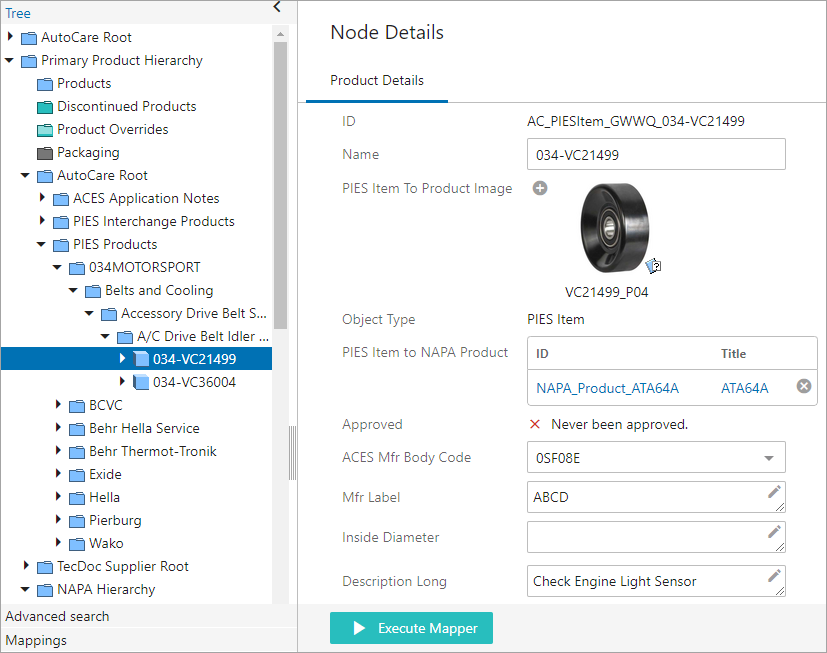 Tree
AutoCare Root
Primary Product Hierarchy
Products
Discontinued Products
Product Overrides
Packaging
AutoCare Root
ACES Application Notes
PIES Interchange Products
PIES Products
034MOTORSPORT
Belts and Cooling
Accessory Drive Belt S...
A/C Drive Belt Idler ...
034-VC21499
034-VC36004
BCVC
Behr Hella Service
Behr Thermot-Tronik
Exide
Hella
Pierburg
Wako
TecDoc Supplier Root
NAPA Hierarchy
Advanced search
Mappings
Node Details
Product Details
ID AC_PIESItem_GWWQ_034-VC21499
Name 034-VC21499
PIES Item To Product Image
VC21499_P04
Object Type PIES Item
PIES Item to NAPA Product
ID Title
NAPA_Product_ATA64A ATA64A
Approved Never been approved.
ACES Mfr Body Code 0SF08E
Mfr Label ABCD
Inside Diameter
Description Long Check Engine Light Sensor
Execute Mapper